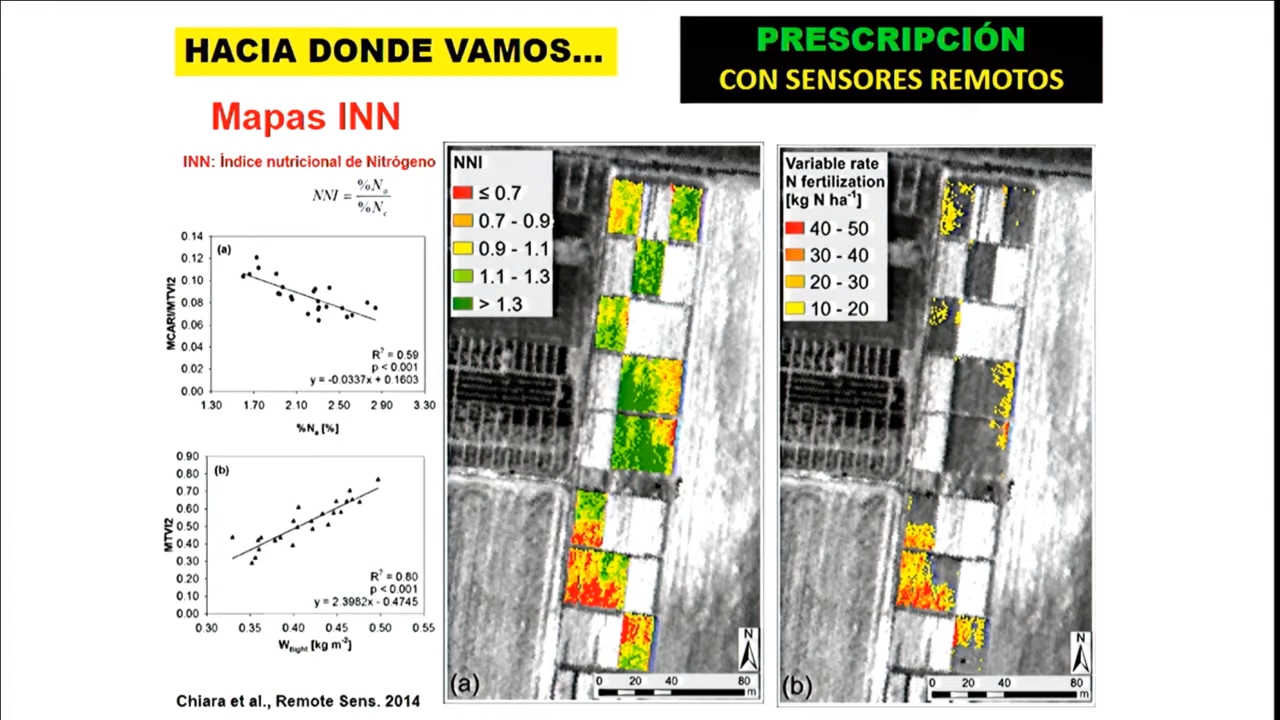 HACIA DONDE VAMOS...
PRESCRIPCIÓN
CON SENSORES REMOTOS
Mapas INN
INN: Índice nutricional de Nitrógeno
NNI = %Na / %Nc
(a)
0.14
0.12
0.10
0.08
0.06
0.04
0.02
0.00
MCARI/MTVI2
R² = 0.59
p < 0.001
y = -0.0337x + 0.1603
1.30 1.70 2.10 2.50 2.90 3.30
%Na [%]
(b)
0.90
0.80
0.70
0.60
0.50
0.40
0.30
0.20
0.10
0.00
MTVI2
R² = 0.80
p < 0.001
y = 2.3982x - 0.4745
0.30 0.35 0.40 0.45 0.50 0.55
Wflight [kg m-2]
Chiara et al., Remote Sens. 2014
NNI
≤ 0.7
0.7 - 0.9
0.9 - 1.1
1.1 - 1.3
> 1.3
(a)
N
0 20 40 80
m
Variable rate
N fertilization
[kg N ha-1]
40 - 50
30 - 40
20 - 30
10 - 20
(b)
N
0 20 40 80
m